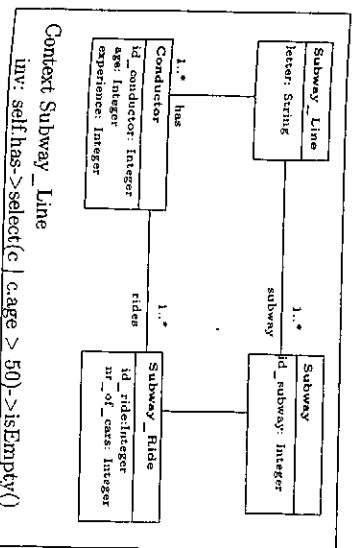 Subway_Line
letter: String
1..*
subway
Subway
id_subway: Integer
1..* has
Conductor
id_conductor: Integer
age: Integer
experience: Integer
1..*
rides
Subway_Ride
id_ride:Integer
nr_of_cars: Integer
Context Subway_Line
inv: self.has->select(c | c.age > 50)->isEmpty()